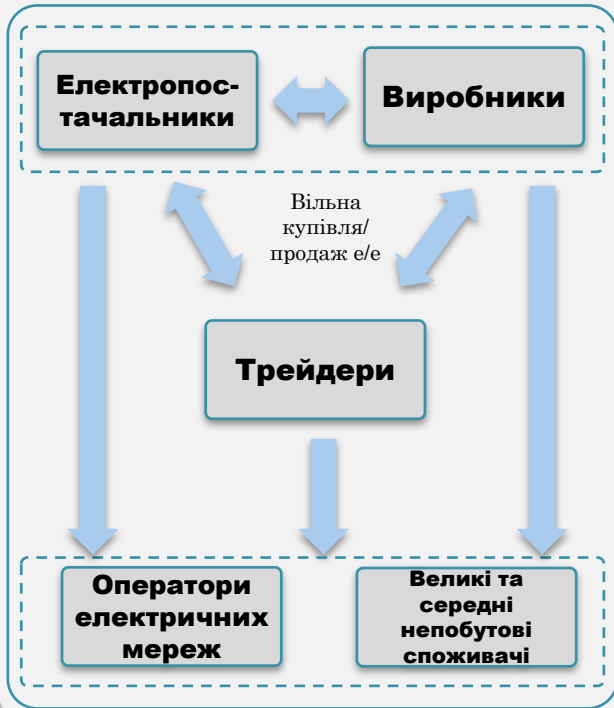 Електропос-
тачальники
Виробники
Вільна
купівля/
продаж е/е
Трейдери
Оператори
електричних
мереж
Великі та
середні
непобутові
споживачі